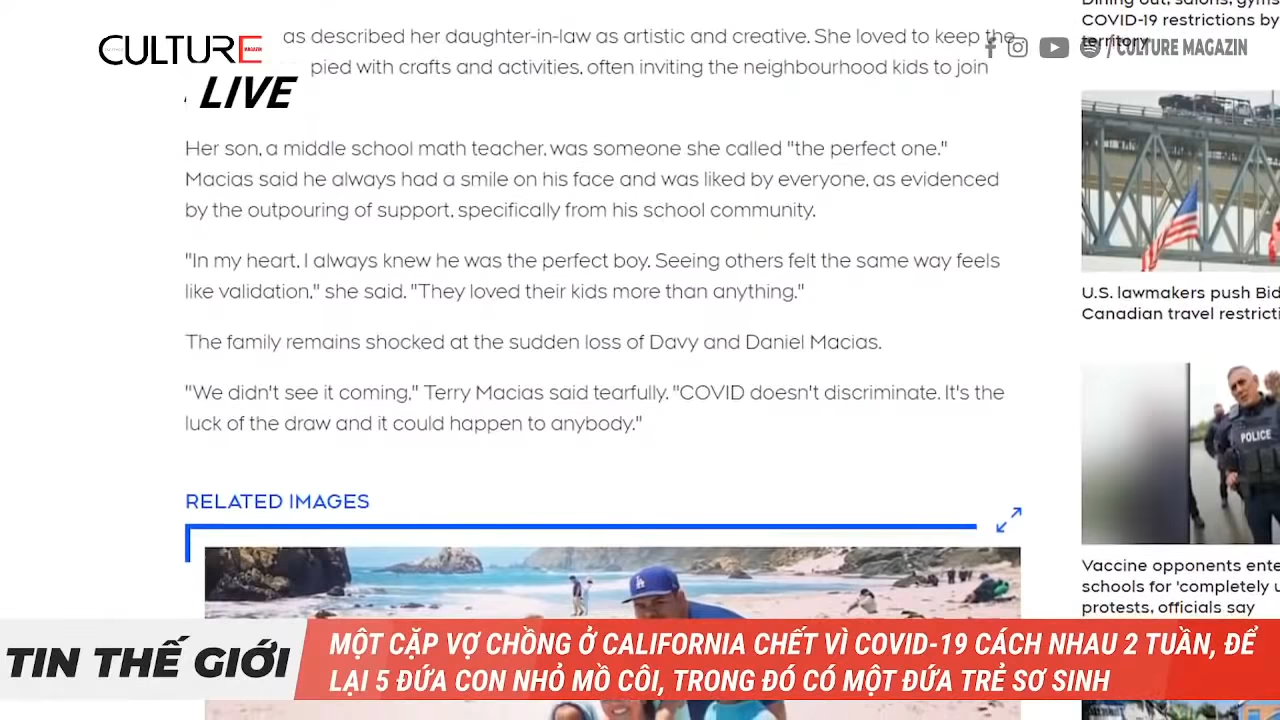 CULTURE
MAGAZIN
LIVE
/ CULTURE MAGAZIN
as described her daughter-in-law as artistic and creative. She loved to keep the
pied with crafts and activities, often inviting the neighbourhood kids to join
Her son, a middle school math teacher, was someone she called "the perfect one."
Macias said he always had a smile on his face and was liked by everyone, as evidenced
by the outpouring of support, specifically from his school community.
"In my heart, I always knew he was the perfect boy. Seeing others felt the same way feels
like validation," she said. "They loved their kids more than anything."
The family remains shocked at the sudden loss of Davy and Daniel Macias.
"We didn't see it coming," Terry Macias said tearfully. "COVID doesn't discriminate. It's the
luck of the draw and it could happen to anybody."
RELATED IMAGES
Dining out, salons, gyms
COVID-19 restrictions by
territory
U.S. lawmakers push Bid
Canadian travel restricti
POLICE
Vaccine opponents ente
schools for 'completely u
protests, officials say
TIN THẾ GIỚI
MỘT CẶP VỢ CHỒNG Ở CALIFORNIA CHẾT VÌ COVID-19 CÁCH NHAU 2 TUẦN, ĐỂ
LẠI 5 ĐỨA CON NHỎ MỒ CÔI, TRONG ĐÓ CÓ MỘT ĐỨA TRẺ SƠ SINH